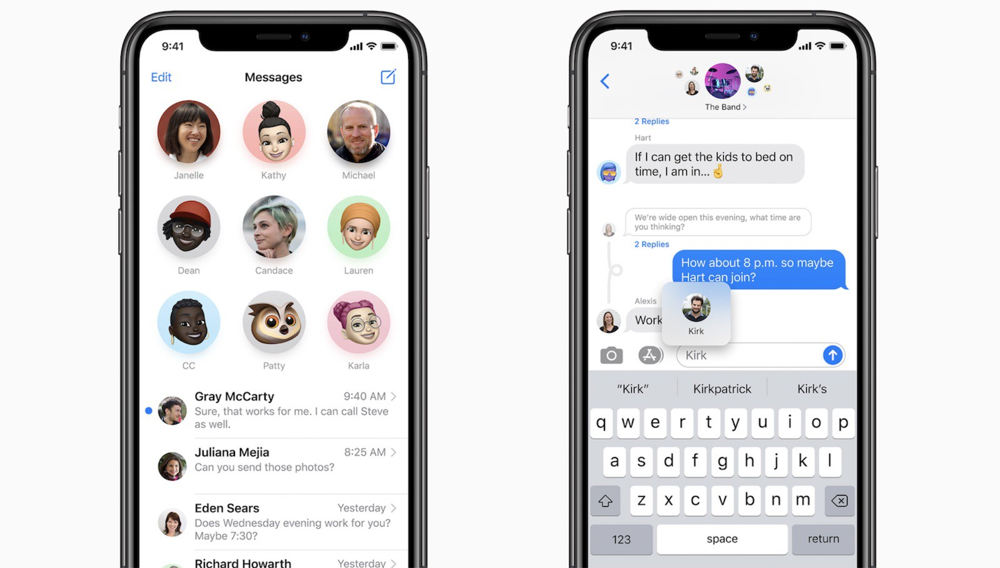 9:41
Edit
Messages
Janelle
Kathy
Michael
Dean
Candace
Lauren
CC
Patty
Karla
Gray McCarty
9:40 AM
Sure, that works for me. I can call Steve
as well.
Juliana Mejia
8:25 AM
Can you send those photos?
Eden Sears
Yesterday
Does Wednesday evening work for you?
Maybe 7:30?
Richard Howarth
Yesterday
9:41
The Band
2 Replies
Hart
If I can get the kids to bed on
time, I am in...
We're wide open this evening, what time are
you thinking?
2 Replies
How about 8 p.m. so maybe
Hart can join?
Alexis
Work
Kirk
Kirk
“Kirk”
Kirkpatrick
Kirk’s
q w e r t y u i o p
a s d f g h j k l
z x c v b n m
123
space
return